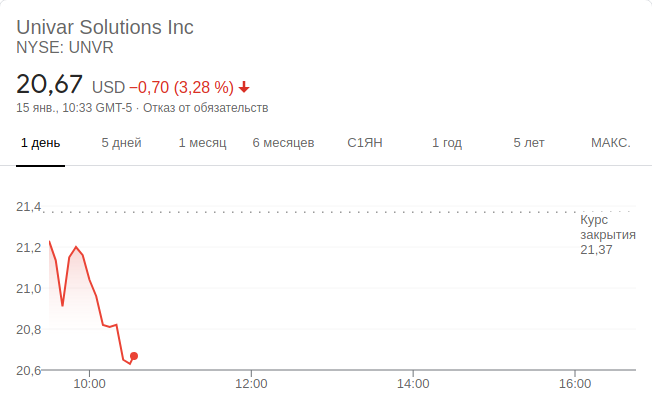 Univar Solutions Inc
NYSE: UNVR
20,67 USD −0,70 (3,28 %)
15 янв., 10:33 GMT-5 · Отказ от обязательств
1 день 5 дней 1 месяц 6 месяцев С1ЯН 1 год 5 лет МАКС.
21,4
Курс
закрытия
21,37
21,2
21,0
20,8
20,6
10:00 12:00 14:00 16:00